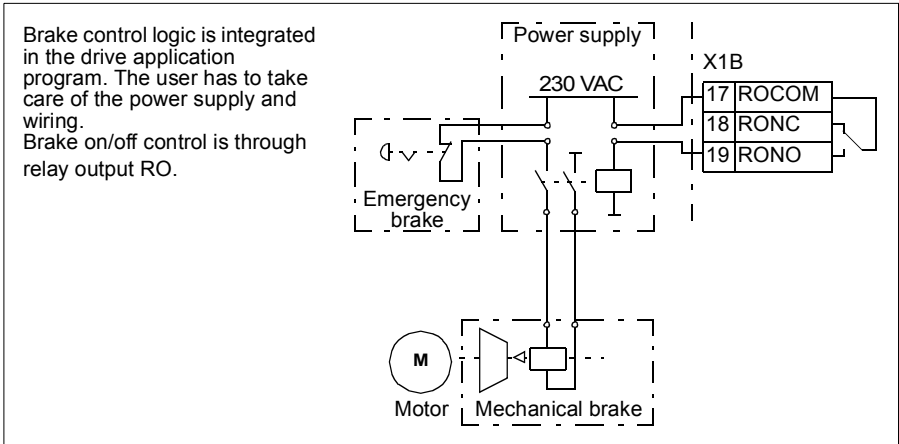 Brake control logic is integrated
in the drive application
program. The user has to take
care of the power supply and
wiring.
Brake on/off control is through
relay output RO.
Power supply
230 VAC
X1B
17 ROCOM
18 RONC
19 RONO
Emergency
brake
M
Motor
Mechanical brake